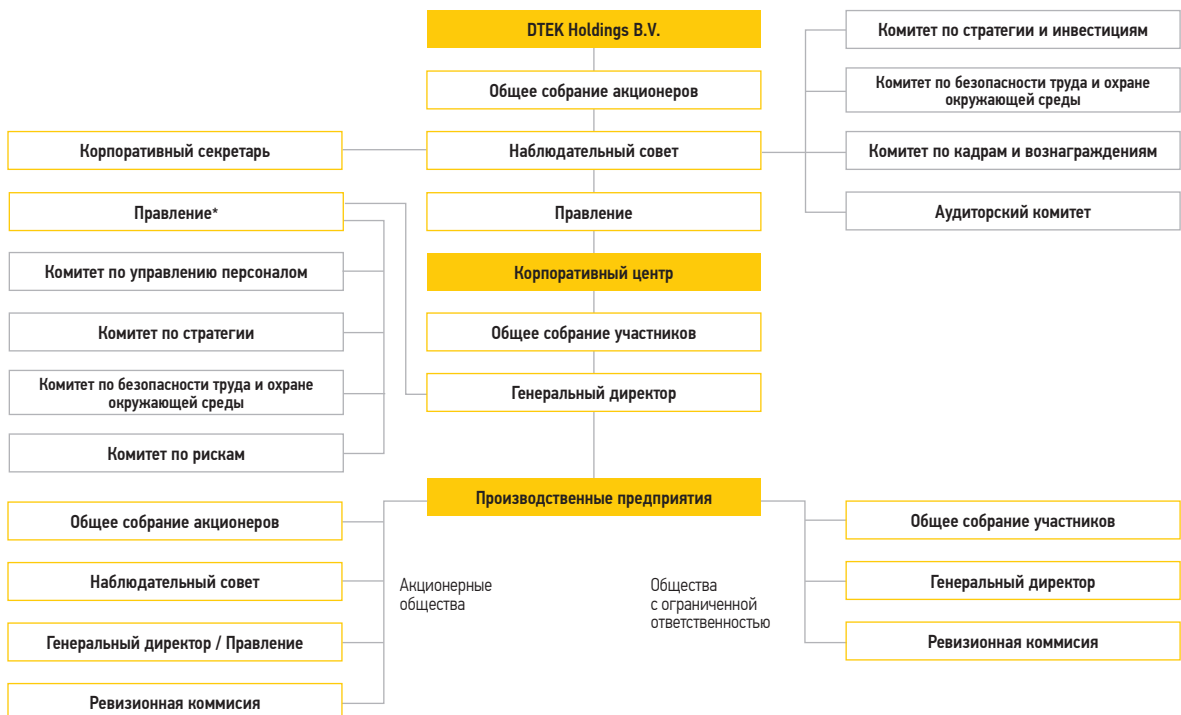 DTEK Holdings B.V.
Общее собрание акционеров
Наблюдательный совет
Правление
Корпоративный центр
Общее собрание участников
Генеральный директор
Комитет по стратегии и инвестициям
Комитет по безопасности труда и охране
окружающей среды
Комитет по кадрам и вознаграждениям
Аудиторский комитет
Корпоративный секретарь
Правление*
Комитет по управлению персоналом
Комитет по стратегии
Комитет по безопасности труда и охране
окружающей среды
Комитет по рискам
Производственные предприятия
Акционерные
общества
Общее собрание акционеров
Наблюдательный совет
Генеральный директор / Правление
Ревизионная коммисия
Общества
с ограниченной
ответственностью
Общее собрание участников
Генеральный директор
Ревизионная коммисия